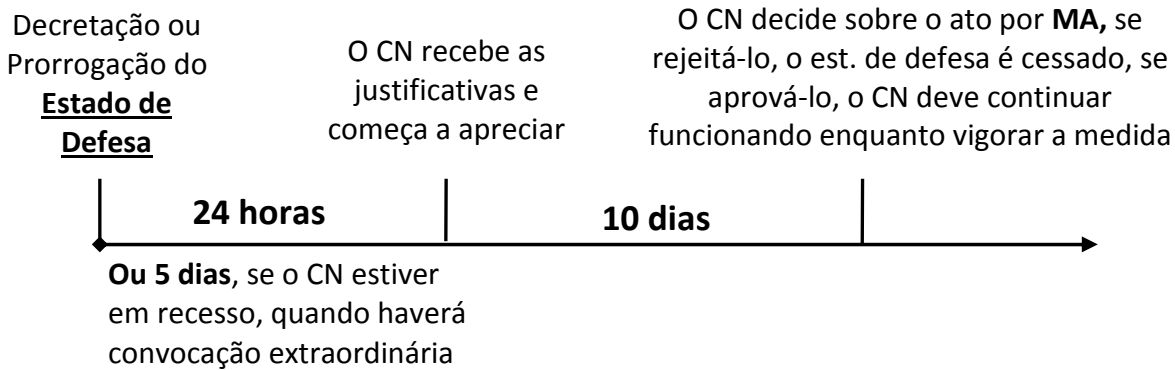 Decretação ou
Prorrogação do
Estado de
Defesa
O CN recebe as
justificativas e
começa a apreciar
O CN decide sobre o ato por MA, se
rejeitá-lo, o est. de defesa é cessado, se
aprová-lo, o CN deve continuar
funcionando enquanto vigorar a medida
24 horas
10 dias
Ou 5 dias, se o CN estiver
em recesso, quando haverá
convocação extraordinária